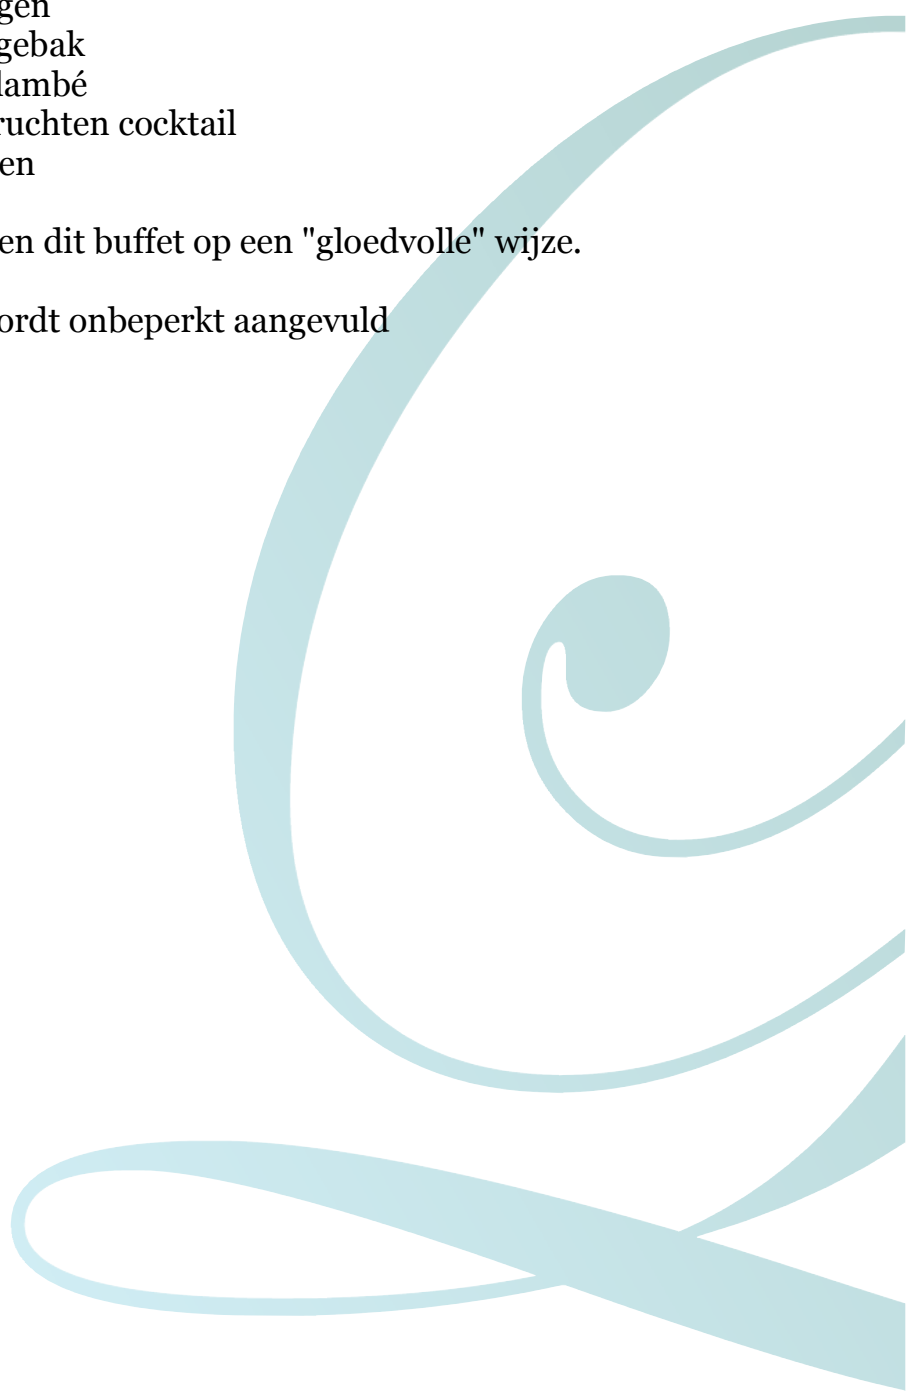 gen
gebak
lambé
ruchten cocktail
en
en dit buffet op een "gloedvolle" wijze.
ordt onbeperkt aangevuld